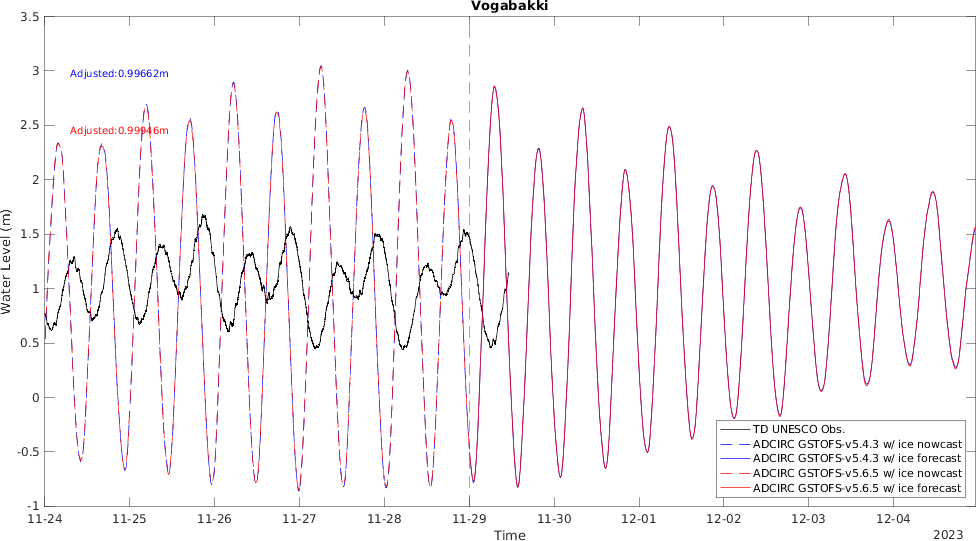 Vogabakki
3.5
3
2.5
2
1.5
1
0.5
0
-0.5
-1
Water Level (m)
Adjusted:0.99662m
Adjusted:0.99946m
TD UNESCO Obs.
ADCIRC GSTOFS-v5.4.3 w/ ice nowcast
ADCIRC GSTOFS-v5.4.3 w/ ice forecast
ADCIRC GSTOFS-v5.6.5 w/ ice nowcast
ADCIRC GSTOFS-v5.6.5 w/ ice forecast
11-24 11-25 11-26 11-27 11-28 11-29 11-30 12-01 12-02 12-03 12-04
Time
2023